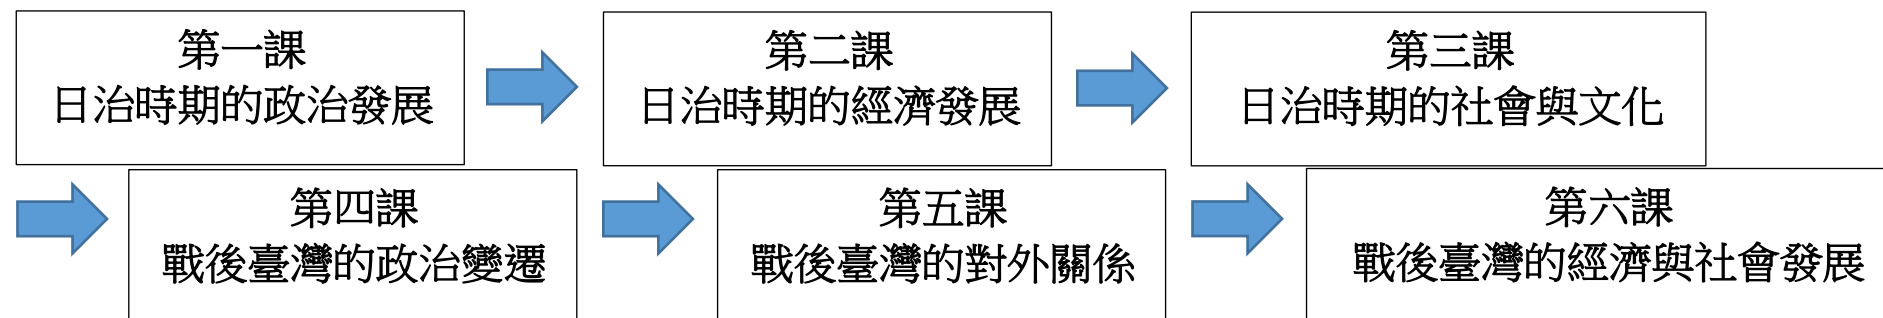 第一課
日治時期的政治發展
第二課
日治時期的經濟發展
第三課
日治時期的社會與文化
第四課
戰後臺灣的政治變遷
第五課
戰後臺灣的對外關係
第六課
戰後臺灣的經濟與社會發展